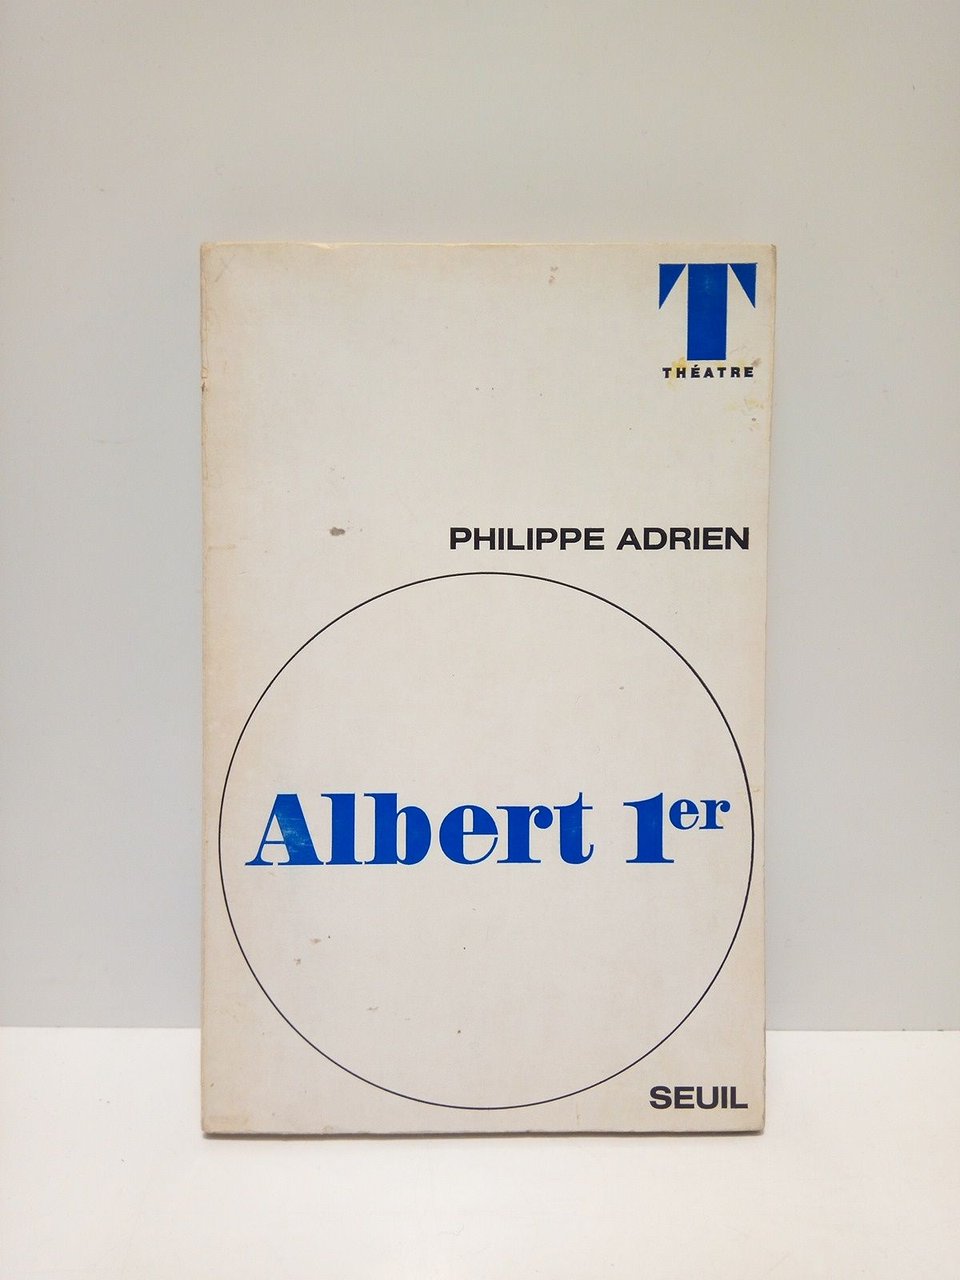 T
THÉATRE
PHILIPPE ADRIEN
Albert 1er
SEUIL